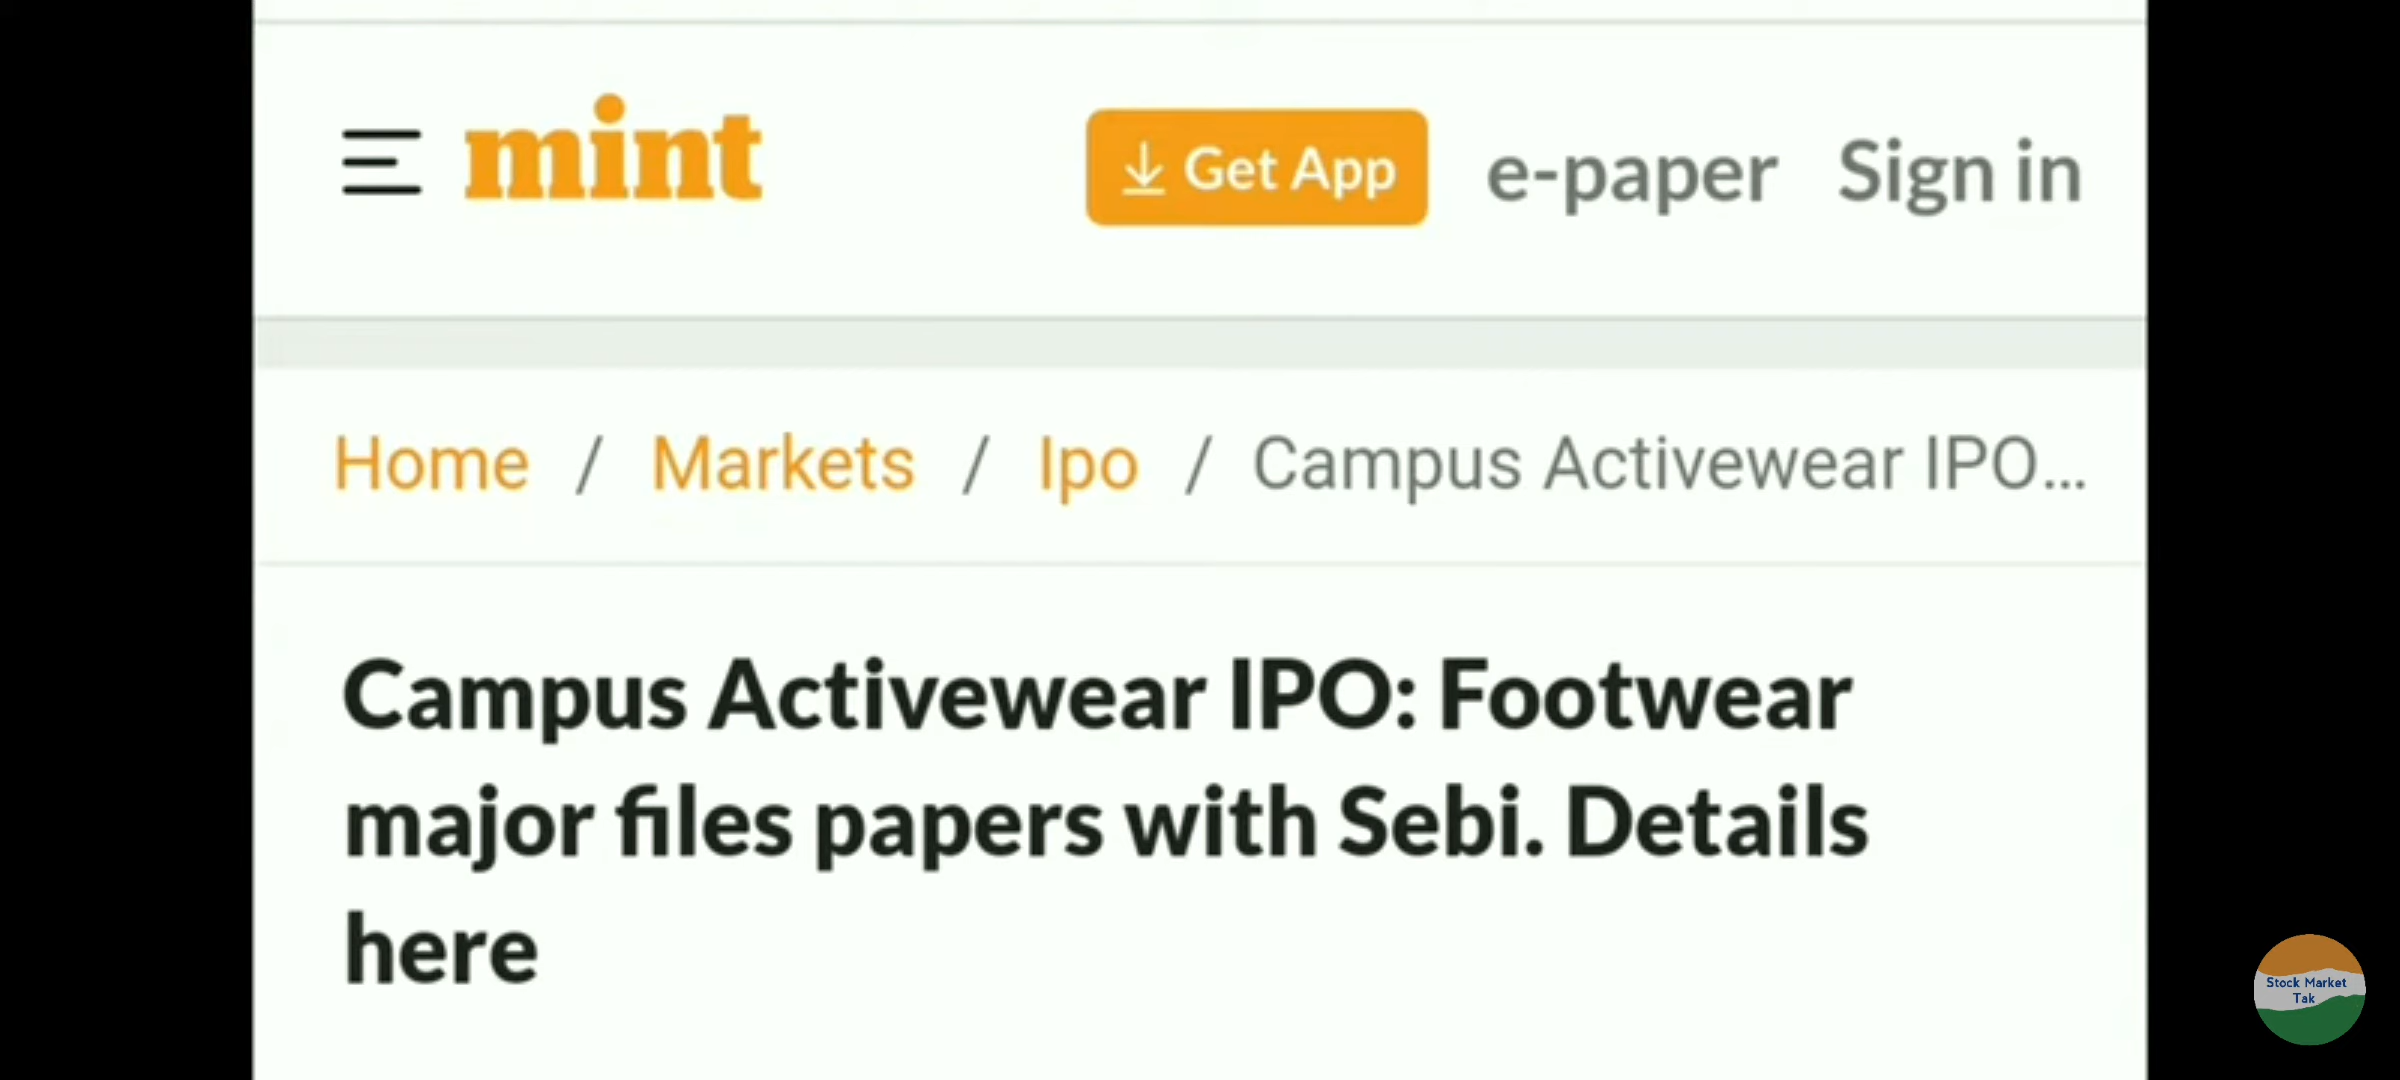 mint
Get App
e-paper
Sign in
Home / Markets / Ipo / Campus Activewear IPO...
Campus Activewear IPO: Footwear
major files papers with Sebi. Details
here
Stock Market
Tak